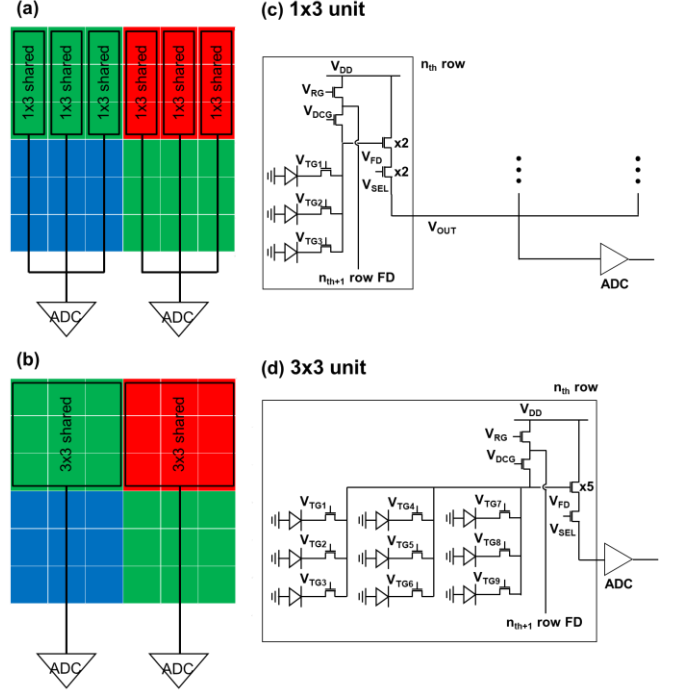 (a)
1x3 shared
1x3 shared
1x3 shared
1x3 shared
1x3 shared
1x3 shared
ADC
ADC
(b)
3x3 shared
3x3 shared
ADC
ADC
(c) 1x3 unit
nth row
VDD
VRG
VDCG
x2
VFD
VTG1
x2
VSEL
VTG2
VOUT
VTG3
nth+1 row FD
ADC
(d) 3x3 unit
nth row
VDD
VRG
VDCG
x5
VTG1 VTG4 VTG7 VFD
VSEL
VTG2 VTG5 VTG8
ADC
VTG3 VTG6 VTG9
nth+1 row FD